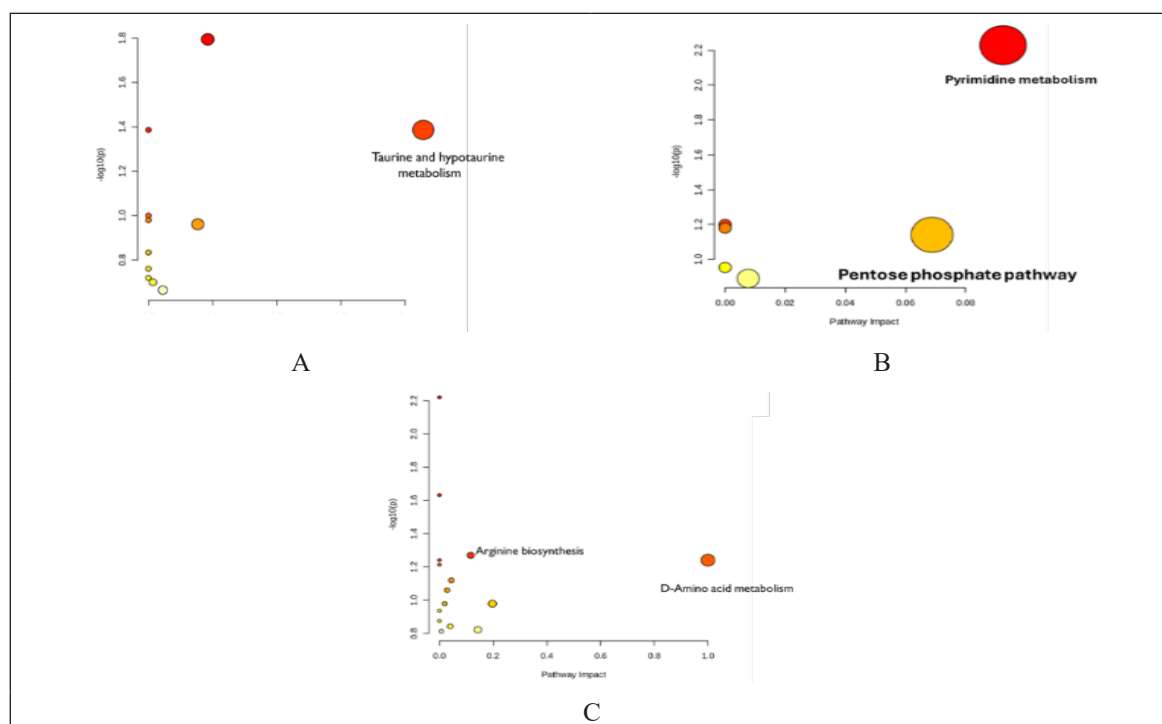 1.8
1.6
1.4
1.2
1.0
0.8
-log10(p)
Taurine and hypotaurine
metabolism
A
2.2
2.0
1.8
1.6
1.4
1.2
1.0
-log10(p)
Pyrimidine metabolism
Pentose phosphate pathway
0.00 0.02 0.04 0.06 0.08
Pathway Impact
B
2.2
2.0
1.8
1.6
1.4
1.2
1.0
0.8
-log10(p)
Arginine biosynthesis
D-Amino acid metabolism
0.0 0.2 0.4 0.6 0.8 1.0
Pathway Impact
C